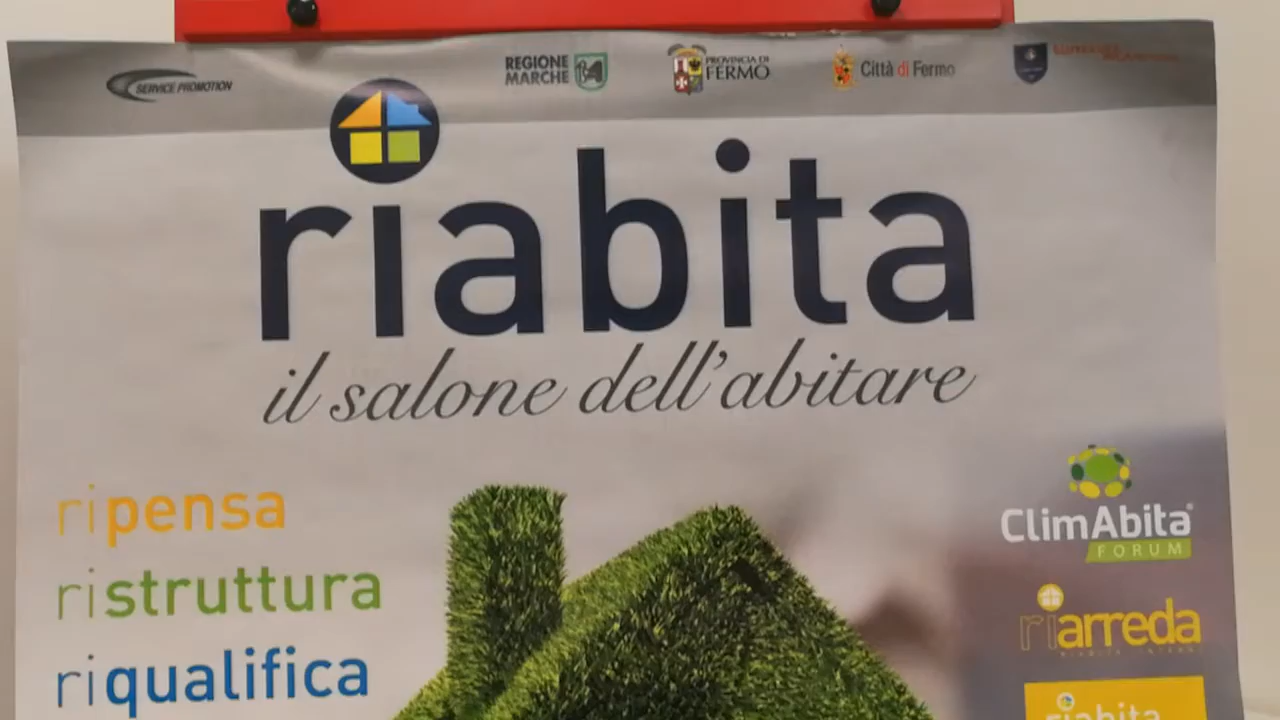 SERVICE PROMOTION
REGIONE
MARCHE
PROVINCIA DI
FERMO
Città di Fermo
riabita
il salone dell'abitare
ripensa
ristruttura
riqualifica
ClimAbita®
FORUM
riarreda
riabita